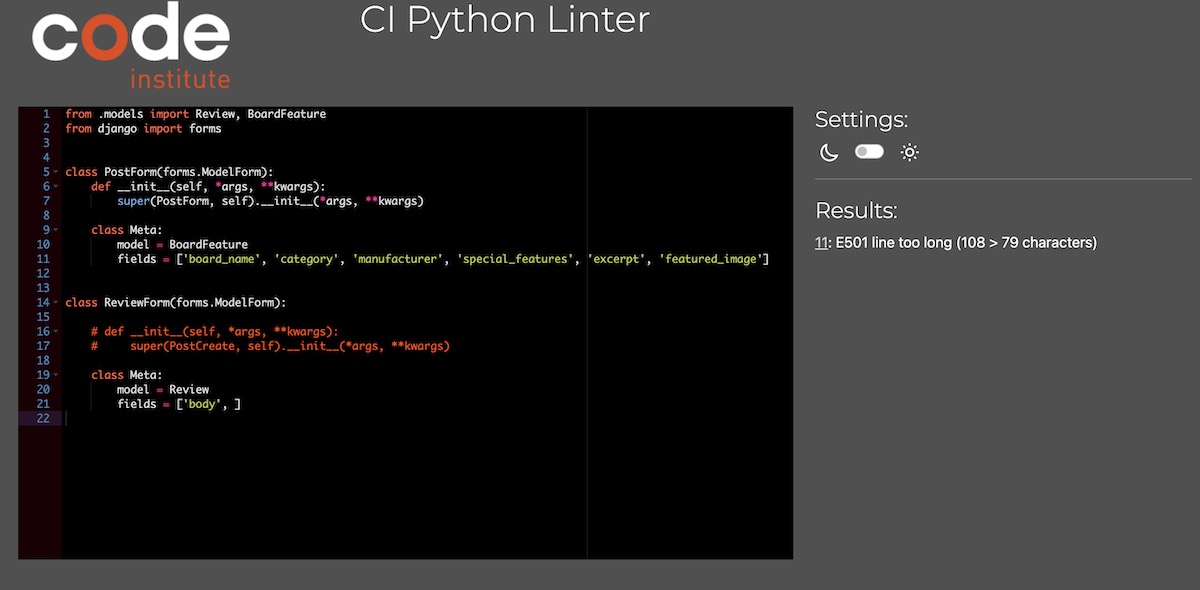 code
institute
CI Python Linter
1 from .models import Review, BoardFeature
2 from django import forms
3
4
5 class PostForm(forms.ModelForm):
6     def __init__(self, *args, **kwargs):
7         super(PostForm, self).__init__(*args, **kwargs)
8
9     class Meta:
10         model = BoardFeature
11         fields = ['board_name', 'category', 'manufacturer', 'special_features', 'excerpt', 'featured_image']
12
13
14 class ReviewForm(forms.ModelForm):
15
16     # def __init__(self, *args, **kwargs):
17     #     super(PostCreate, self).__init__(*args, **kwargs)
18
19     class Meta:
20         model = Review
21         fields = ['body', ]
22
Settings:
Results:
11: E501 line too long (108 > 79 characters)